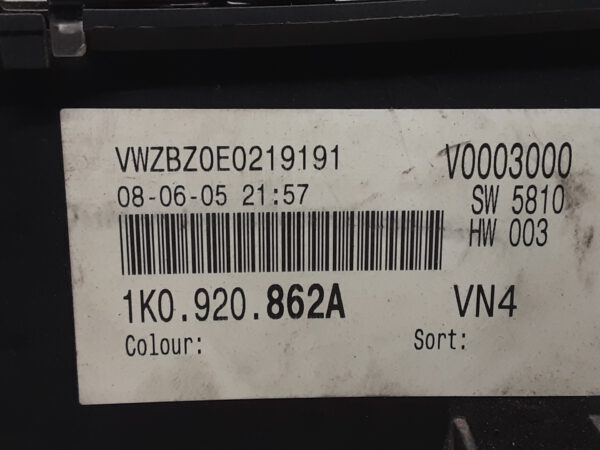 VWZBZ0E0219191 V0003000
08-06-05 21:57 SW 5810
HW 003
1K0.920.862A VN4
Colour: Sort: